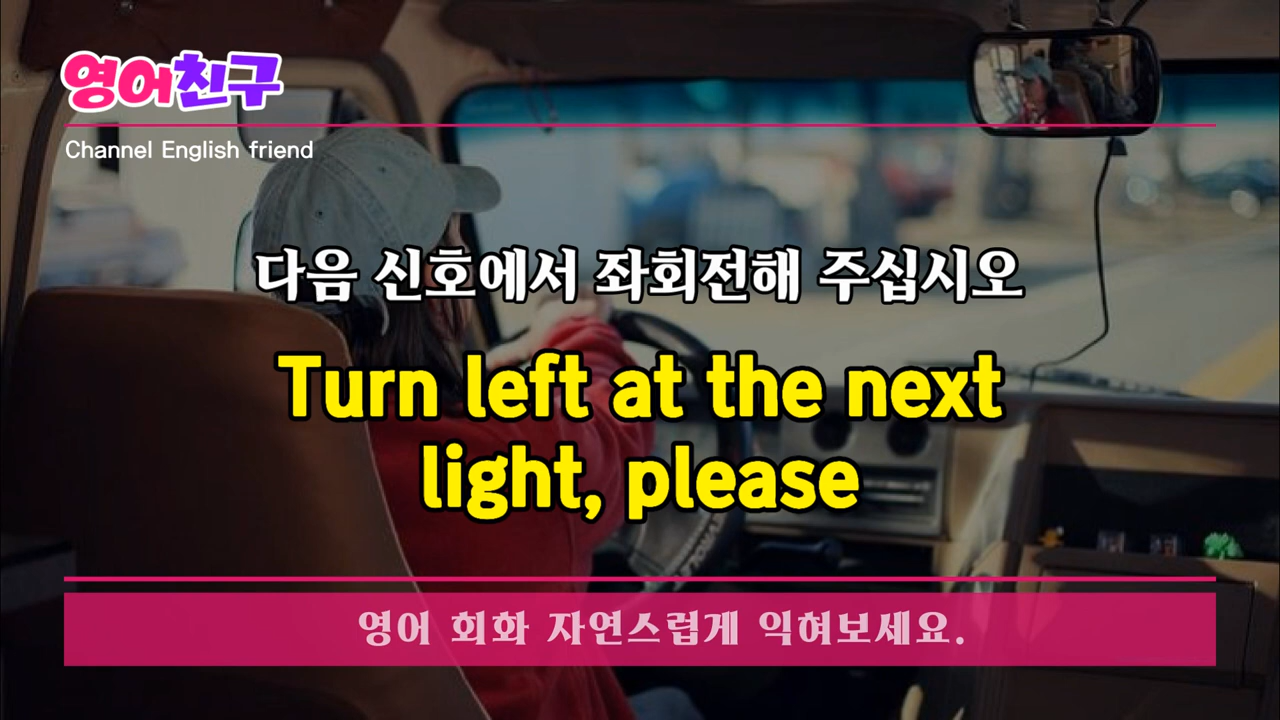 영어친구
Channel English friend
다음 신호에서 좌회전해 주십시오
Turn left at the next
light, please
영어 회화 자연스럽게 익혀보세요.